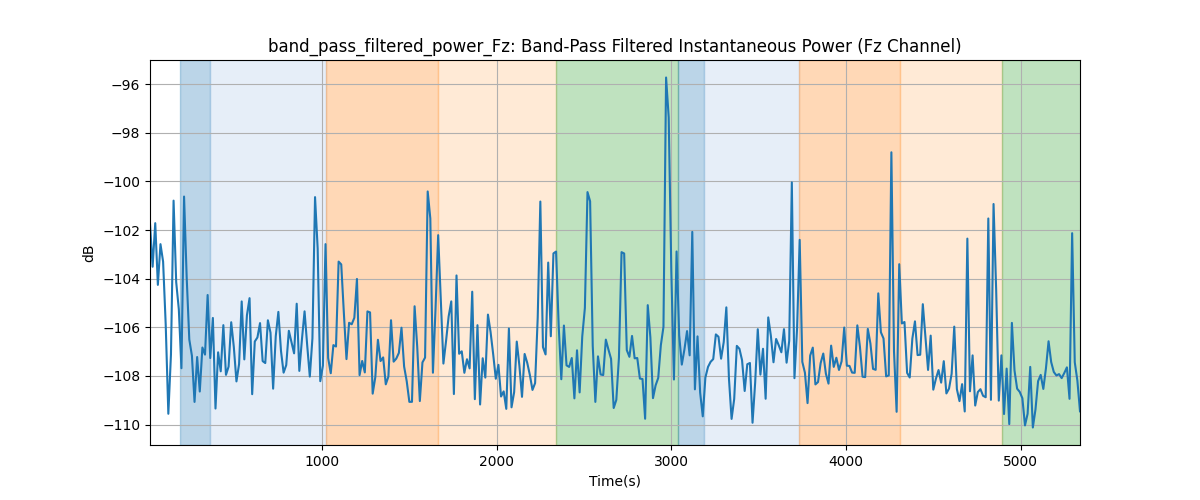 band_pass_filtered_power_Fz: Band-Pass Filtered Instantaneous Power (Fz Channel)
−96
−98
−100
−102
−104
−106
−108
−110
dB
1000 2000 3000 4000 5000
Time(s)